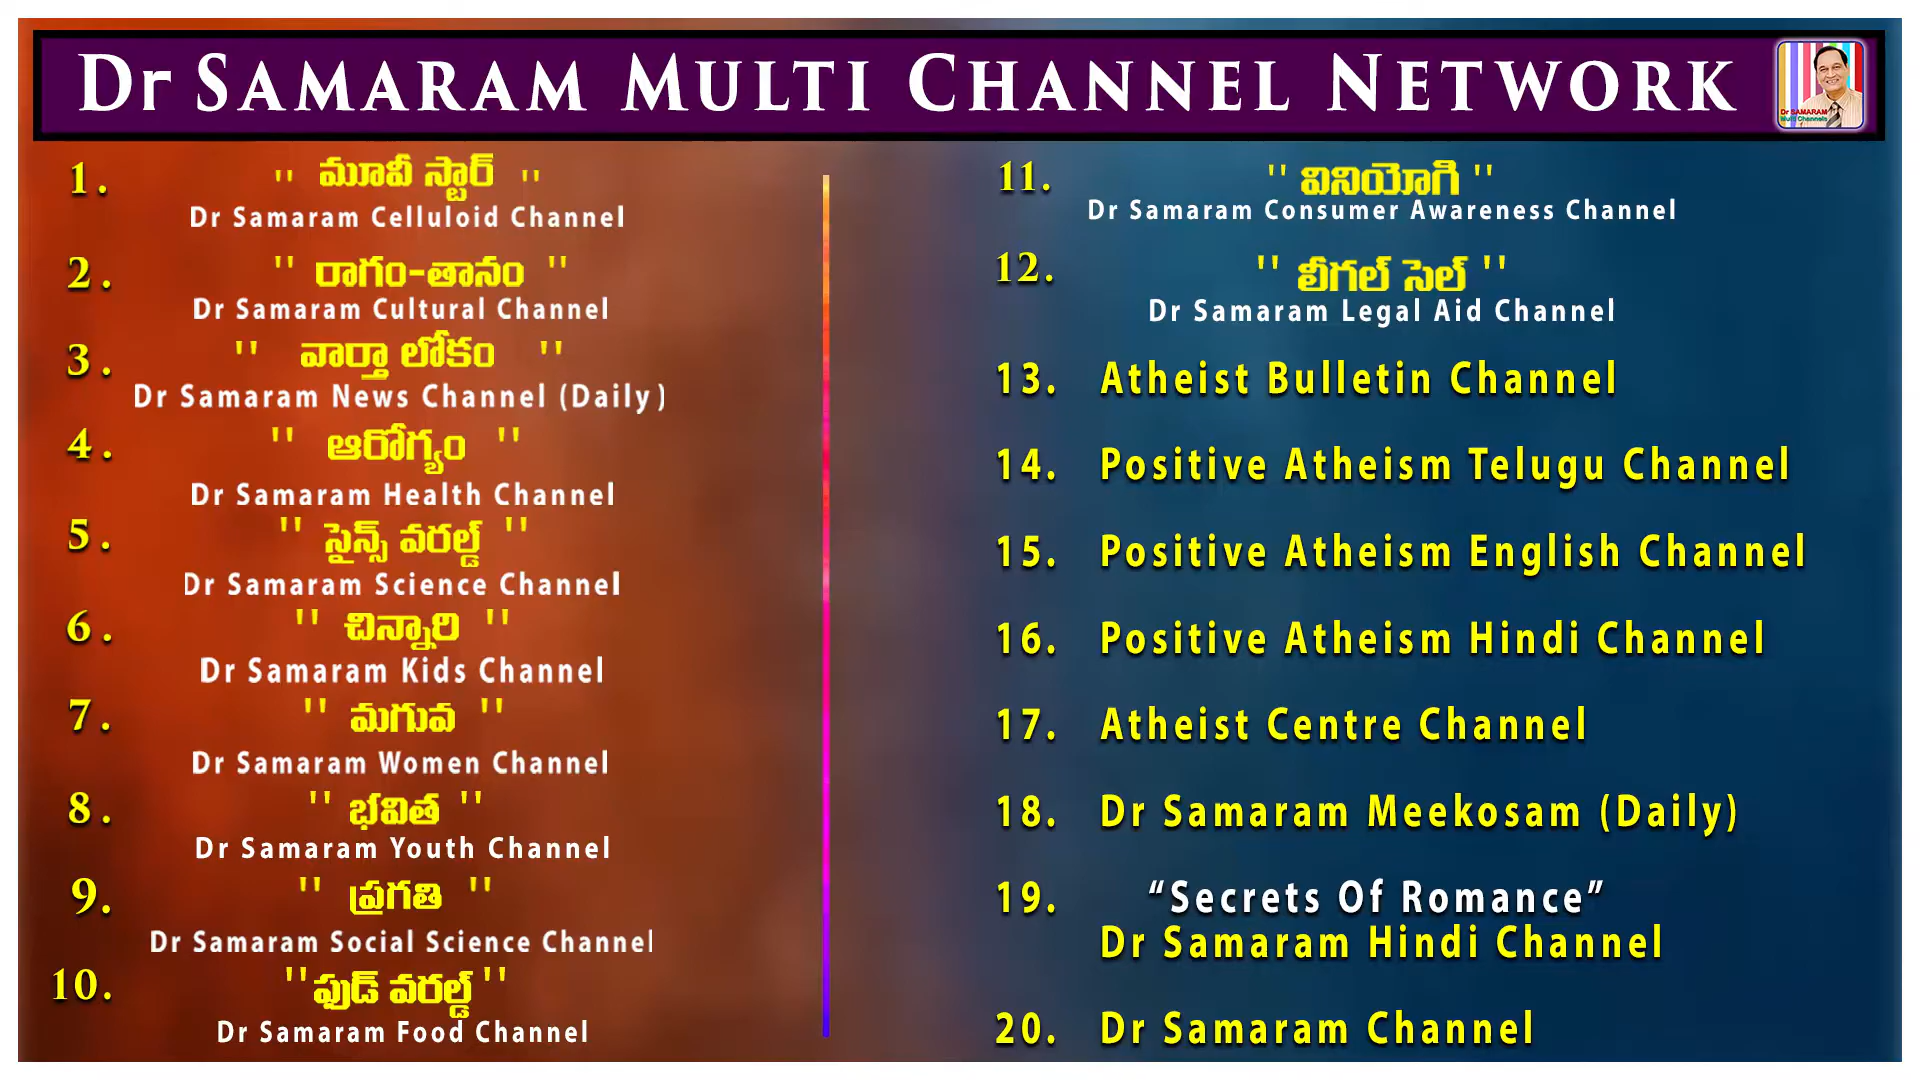 Dr SAMARAM MULTI CHANNEL NETWORK
Dr SAMARAM
Multi Channels
1. '' మూవీ స్టార్ ''
Dr Samaram Celluloid Channel
2. '' రాగం-తానం ''
Dr Samaram Cultural Channel
3. '' వార్తా లోకం ''
Dr Samaram News Channel (Daily)
4. '' ఆరోగ్యం ''
Dr Samaram Health Channel
5. '' సైన్స్ వరల్డ్ ''
Dr Samaram Science Channel
6. '' చిన్నారి ''
Dr Samaram Kids Channel
7. '' మగువ ''
Dr Samaram Women Channel
8. '' భవిత ''
Dr Samaram Youth Channel
9. '' ప్రగతి ''
Dr Samaram Social Science Channel
10. ''ఫుడ్ వరల్డ్''
Dr Samaram Food Channel
11. '' వినియోగి ''
Dr Samaram Consumer Awareness Channel
12. '' లీగల్ సెల్ ''
Dr Samaram Legal Aid Channel
13. Atheist Bulletin Channel
14. Positive Atheism Telugu Channel
15. Positive Atheism English Channel
16. Positive Atheism Hindi Channel
17. Atheist Centre Channel
18. Dr Samaram Meekosam (Daily)
19. “Secrets Of Romance”
Dr Samaram Hindi Channel
20. Dr Samaram Channel